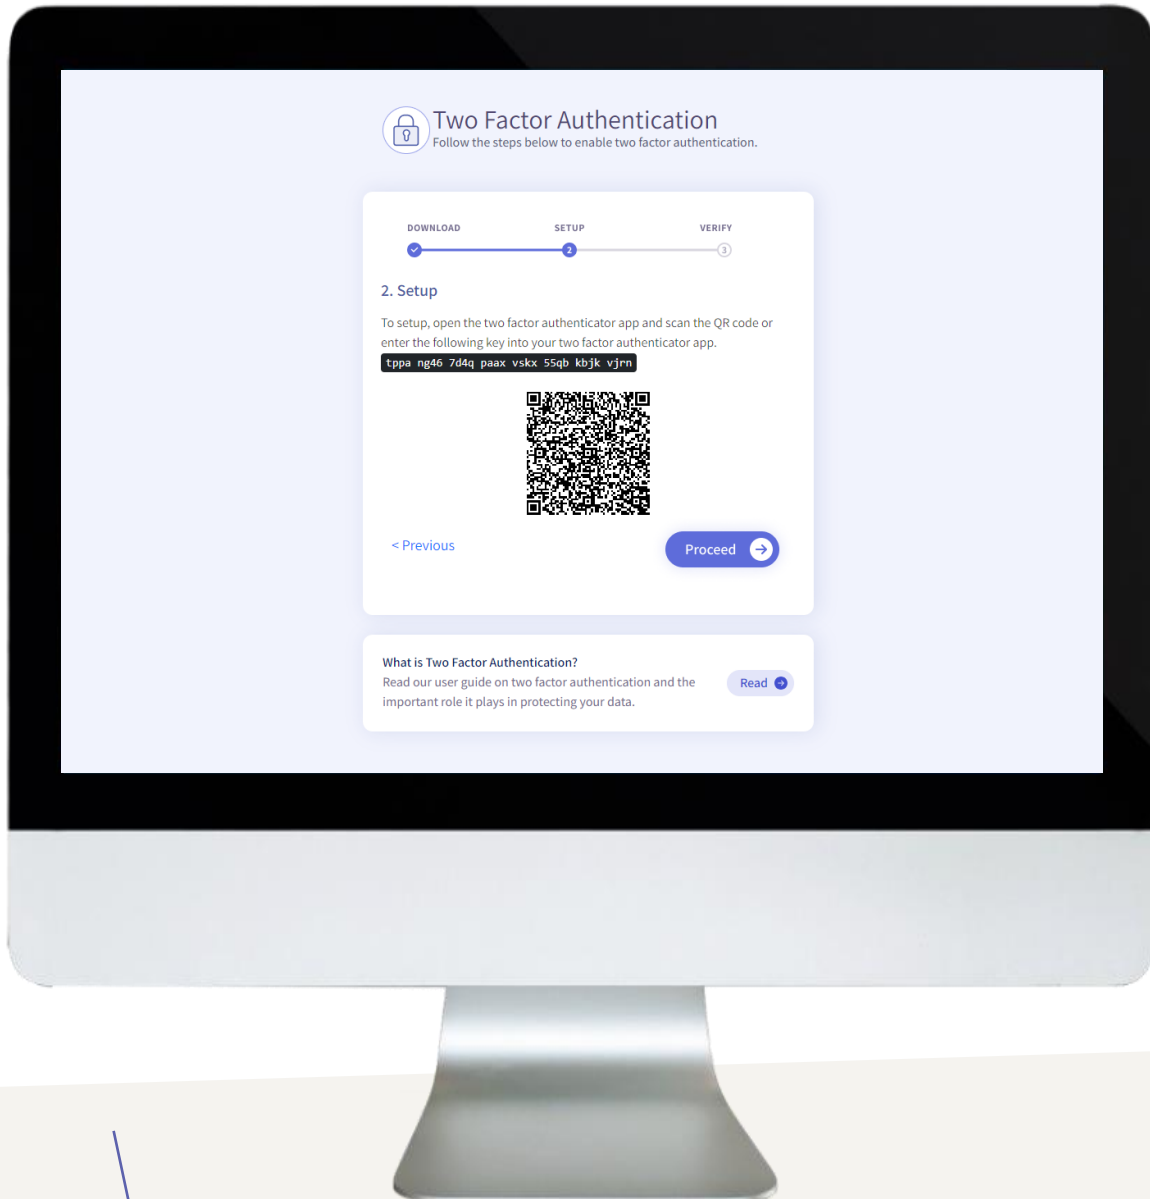 Two Factor Authentication
Follow the steps below to enable two factor authentication.
DOWNLOAD SETUP VERIFY
2 3
2. Setup
To setup, open the two factor authenticator app and scan the QR code or
enter the following key into your two factor authenticator app.
tppa ng46 7d4q paax vskx 55qb kbjk vjrn
< Previous
Proceed
What is Two Factor Authentication?
Read our user guide on two factor authentication and the
important role it plays in protecting your data.
Read